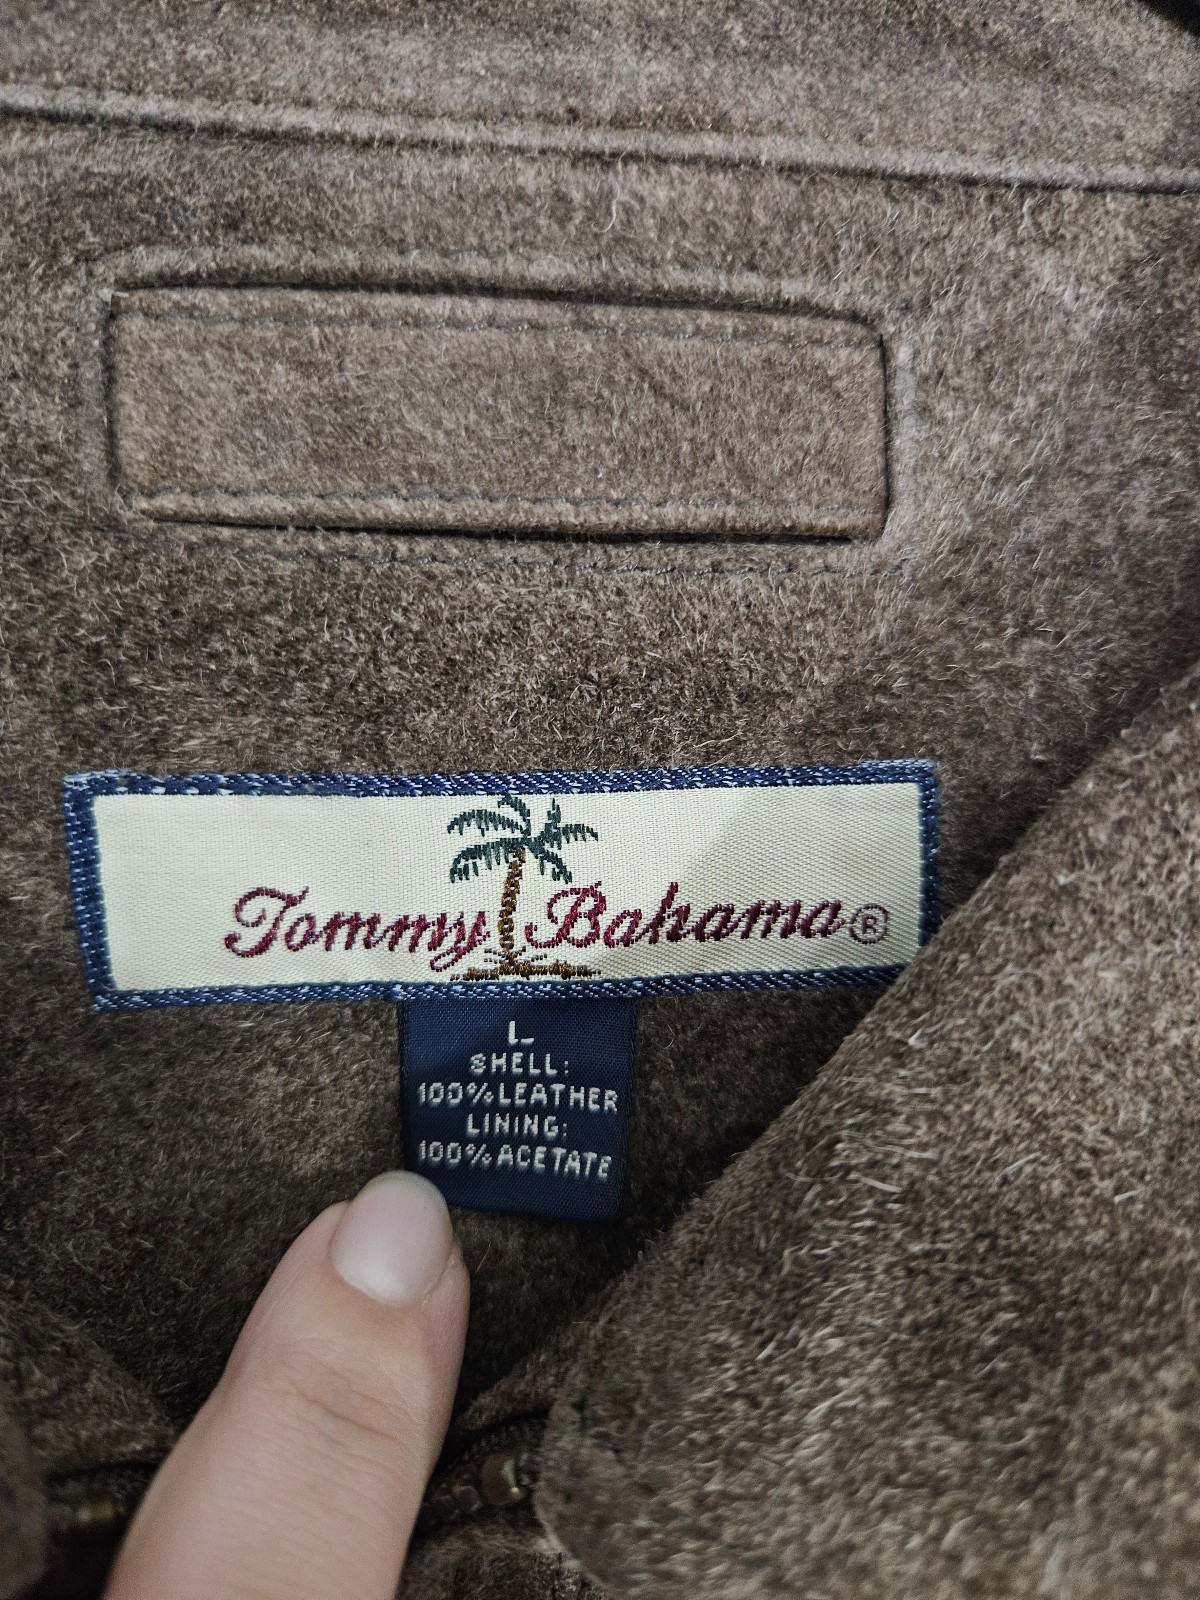 Tommy Bahama®
L
SHELL:
100% LEATHER
LINING:
100% ACETATE